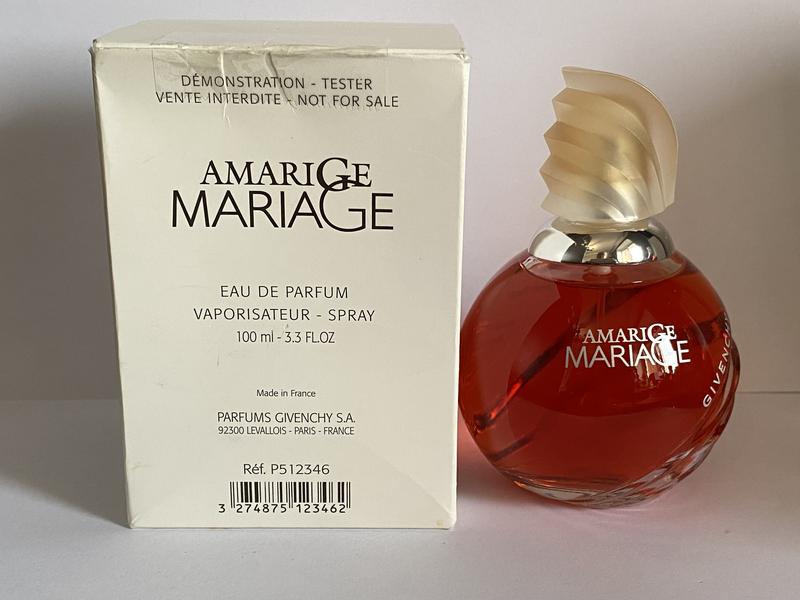 DÉMONSTRATION - TESTER
VENTE INTERDITE - NOT FOR SALE
AMARIGE
MARIAGE
EAU DE PARFUM
VAPORISATEUR - SPRAY
100 ml - 3.3 FL.OZ
Made in France
PARFUMS GIVENCHY S.A.
92300 LEVALLOIS - PARIS - FRANCE
Réf. P512346
3 274875 123462
AMARIGE
MARIAGE
GIVENCHY